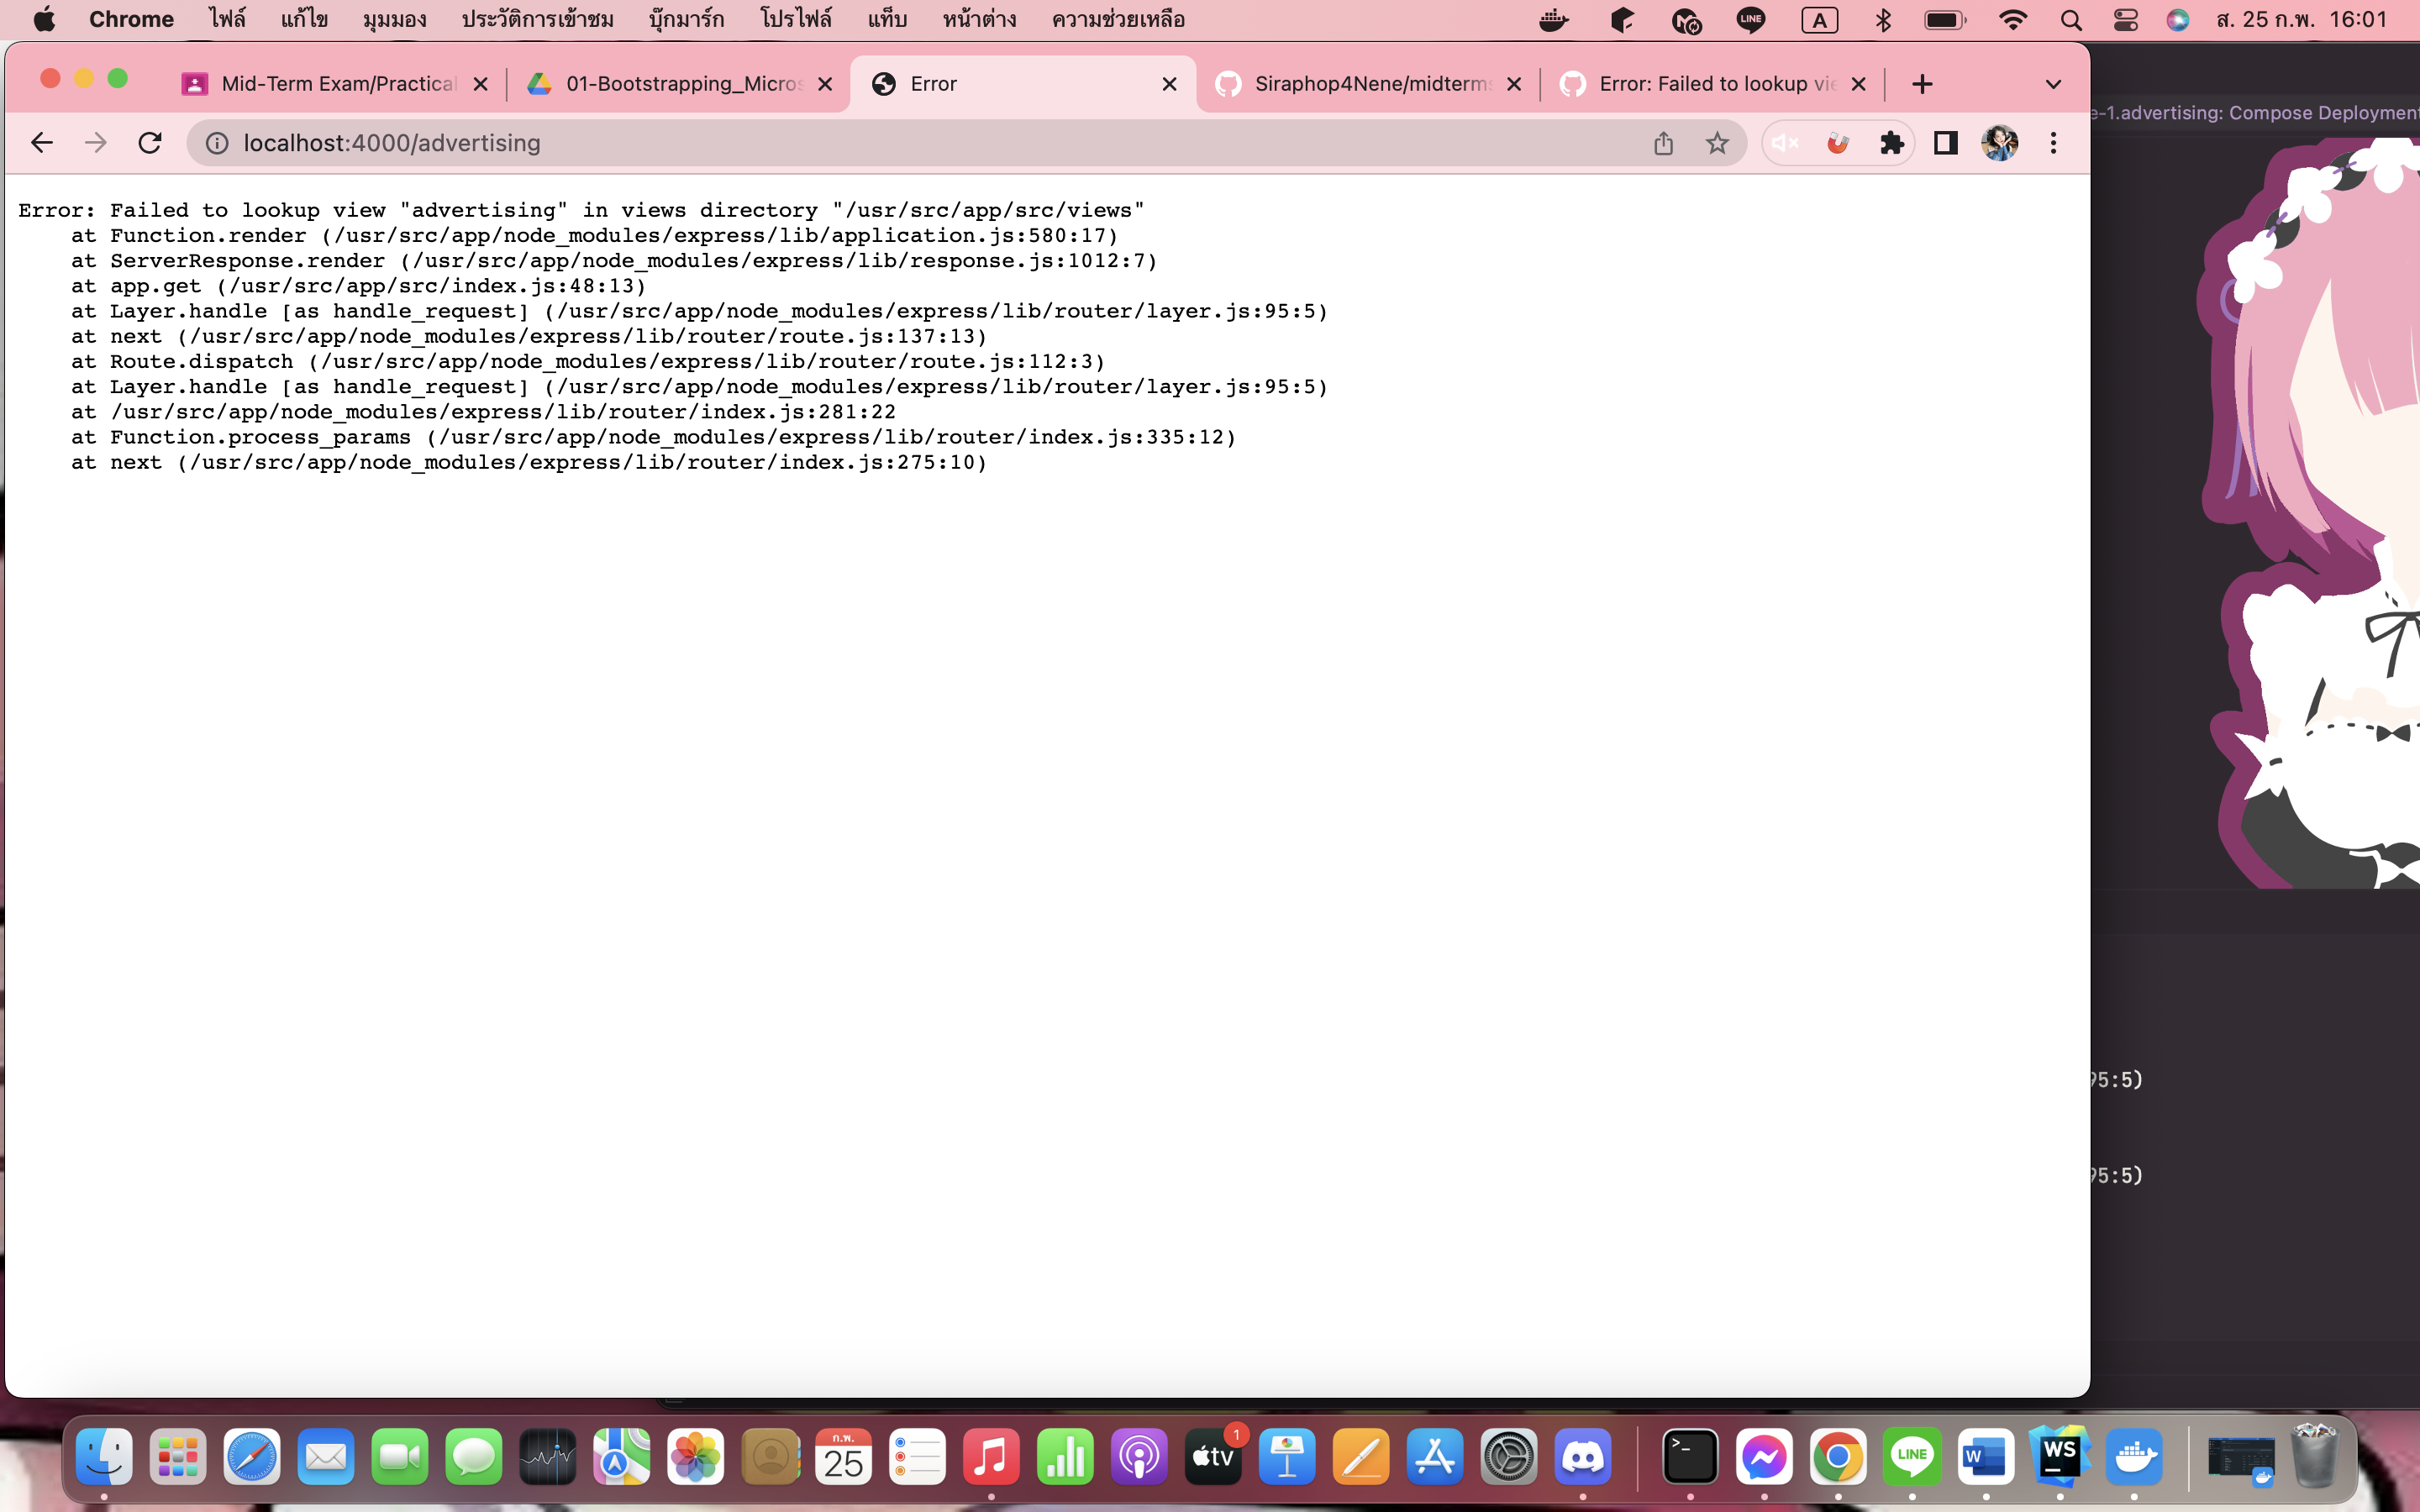 Chrome ไฟล์ แก้ไข มุมมอง ประวัติการเข้าชม บุ๊กมาร์ก โปรไฟล์ แท็บ หน้าต่าง ความช่วยเหลือ LINE A ส. 25 ก.พ. 16:01
Mid-Term Exam/Practical 01-Bootstrapping_Micros Error Siraphop4Nene/midterms Error: Failed to lookup vie
e-1.advertising: Compose Deployment
localhost:4000/advertising
Error: Failed to lookup view "advertising" in views directory "/usr/src/app/src/views"
at Function.render (/usr/src/app/node_modules/express/lib/application.js:580:17)
at ServerResponse.render (/usr/src/app/node_modules/express/lib/response.js:1012:7)
at app.get (/usr/src/app/src/index.js:48:13)
at Layer.handle [as handle_request] (/usr/src/app/node_modules/express/lib/router/layer.js:95:5)
at next (/usr/src/app/node_modules/express/lib/router/route.js:137:13)
at Route.dispatch (/usr/src/app/node_modules/express/lib/router/route.js:112:3)
at Layer.handle [as handle_request] (/usr/src/app/node_modules/express/lib/router/layer.js:95:5)
at /usr/src/app/node_modules/express/lib/router/index.js:281:22
at Function.process_params (/usr/src/app/node_modules/express/lib/router/index.js:335:12)
at next (/usr/src/app/node_modules/express/lib/router/index.js:275:10)
95:5)
95:5)
ก.พ.
25
tv
1
LINE
W
WS